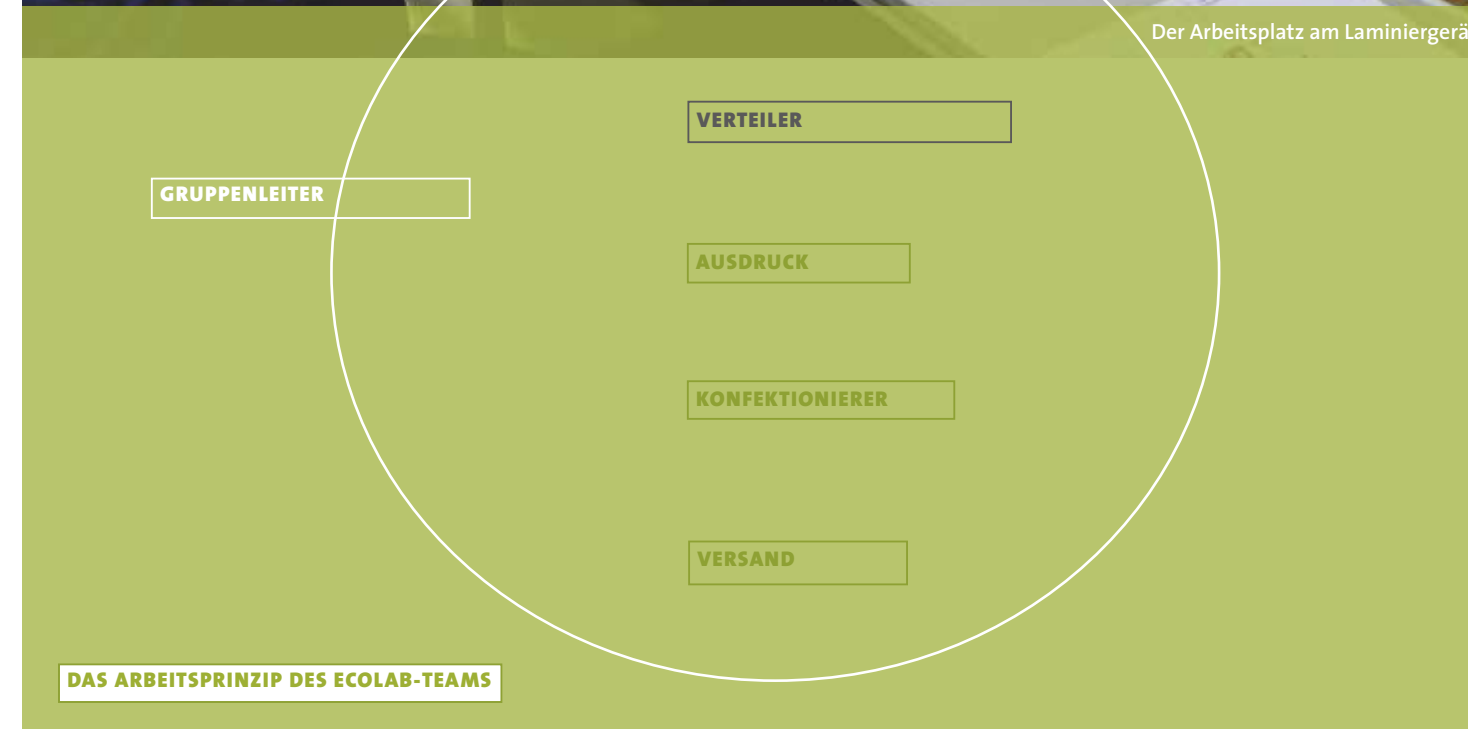 Der Arbeitsplatz am Laminiergerä
VERTEILER
GRUPPENLEITER
AUSDRUCK
KONFEKTIONIERER
VERSAND
DAS ARBEITSPRINZIP DES ECOLAB-TEAMS